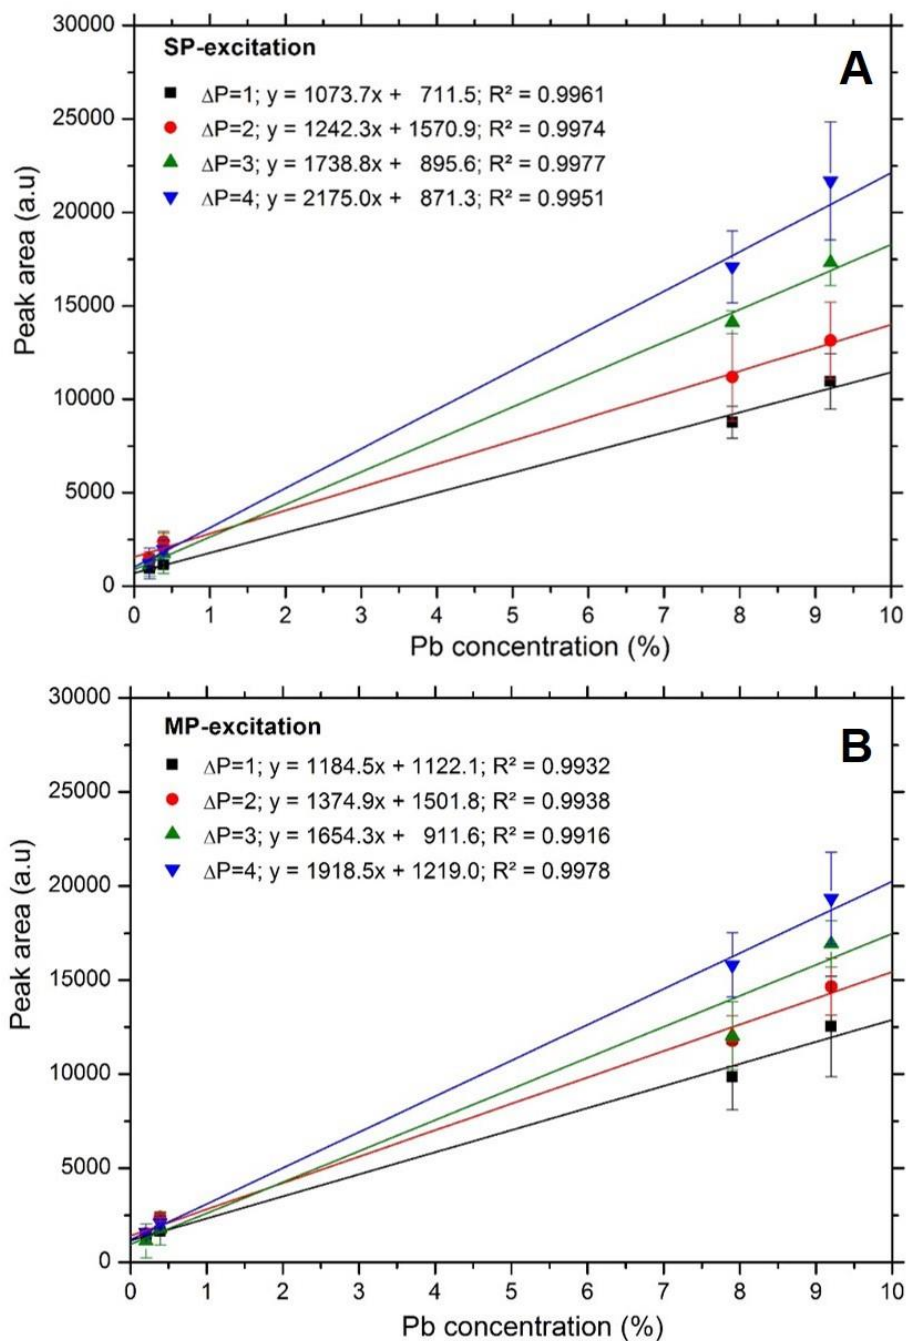 30000
25000
20000
15000
10000
5000
0
Peak area (a.u)
SP-excitation
A
ΔP=1; y = 1073.7x + 711.5; R² = 0.9961
ΔP=2; y = 1242.3x + 1570.9; R² = 0.9974
ΔP=3; y = 1738.8x + 895.6; R² = 0.9977
ΔP=4; y = 2175.0x + 871.3; R² = 0.9951
0 1 2 3 4 5 6 7 8 9 10
Pb concentration (%)
30000
25000
20000
15000
10000
5000
0
Peak area (a.u)
MP-excitation
B
ΔP=1; y = 1184.5x + 1122.1; R² = 0.9932
ΔP=2; y = 1374.9x + 1501.8; R² = 0.9938
ΔP=3; y = 1654.3x + 911.6; R² = 0.9916
ΔP=4; y = 1918.5x + 1219.0; R² = 0.9978
0 1 2 3 4 5 6 7 8 9 10
Pb concentration (%)